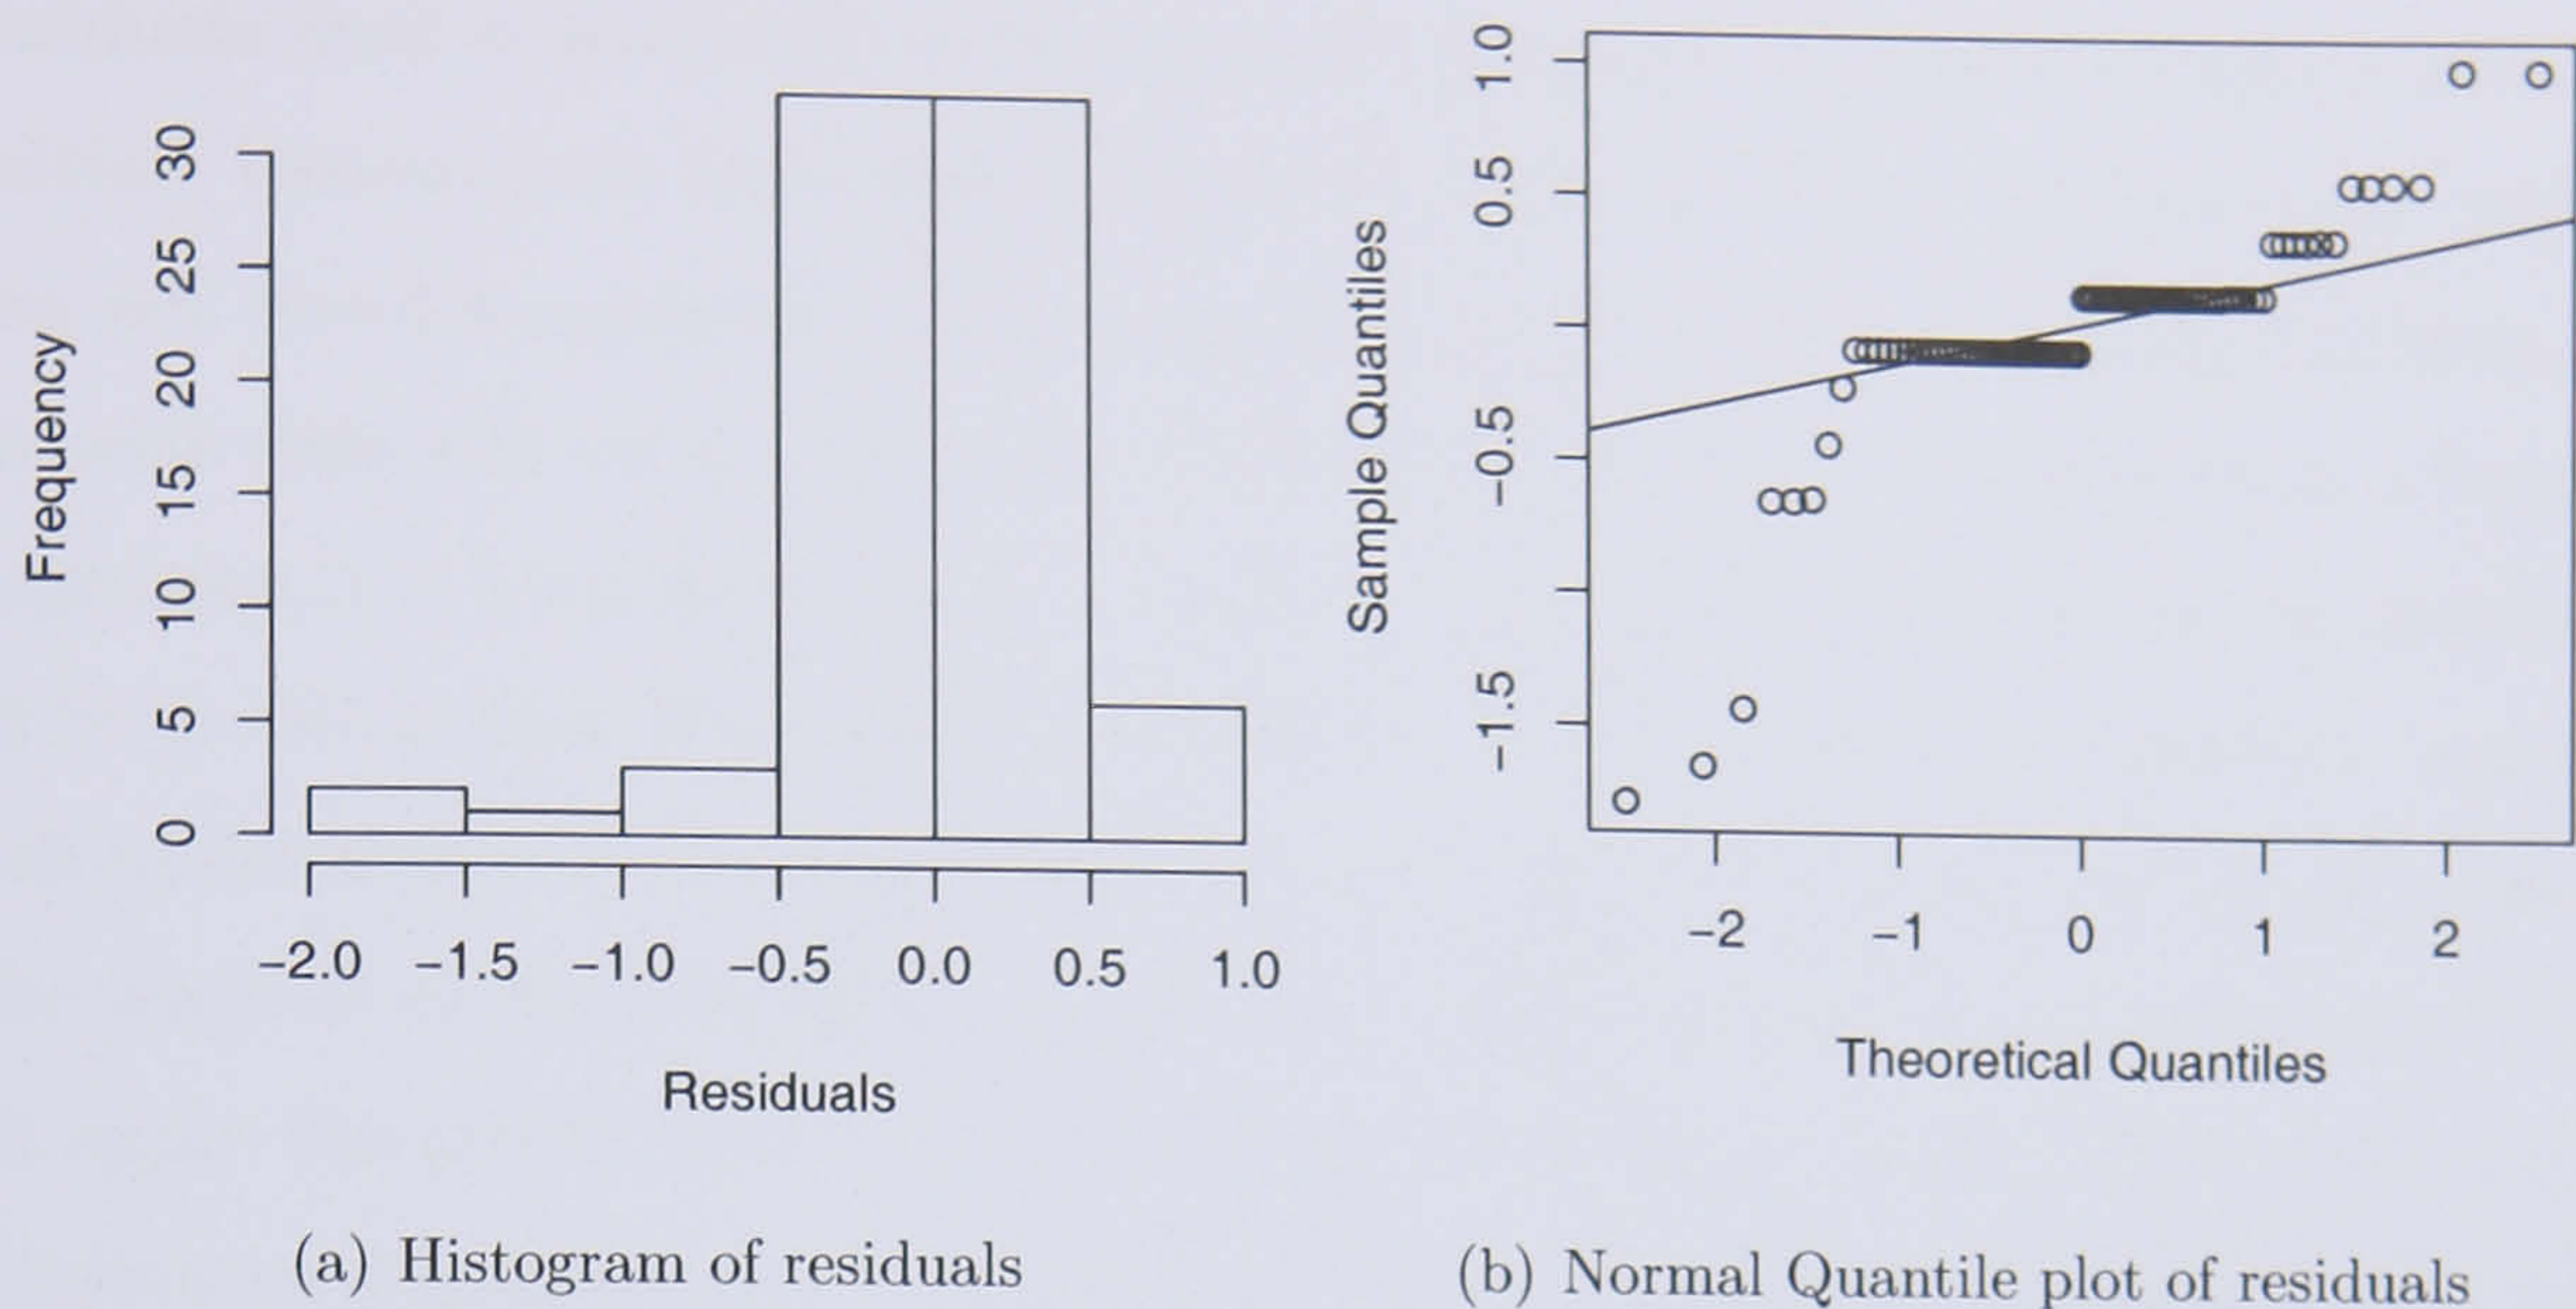 Frequency
30
25
20
15
10
5
0
−2.0 −1.5 −1.0 −0.5 0.0 0.5 1.0
Residuals
(a) Histogram of residuals
Sample Quantiles
1.0
0.5
−0.5
−1.5
−2 −1 0 1 2
Theoretical Quantiles
(b) Normal Quantile plot of residuals